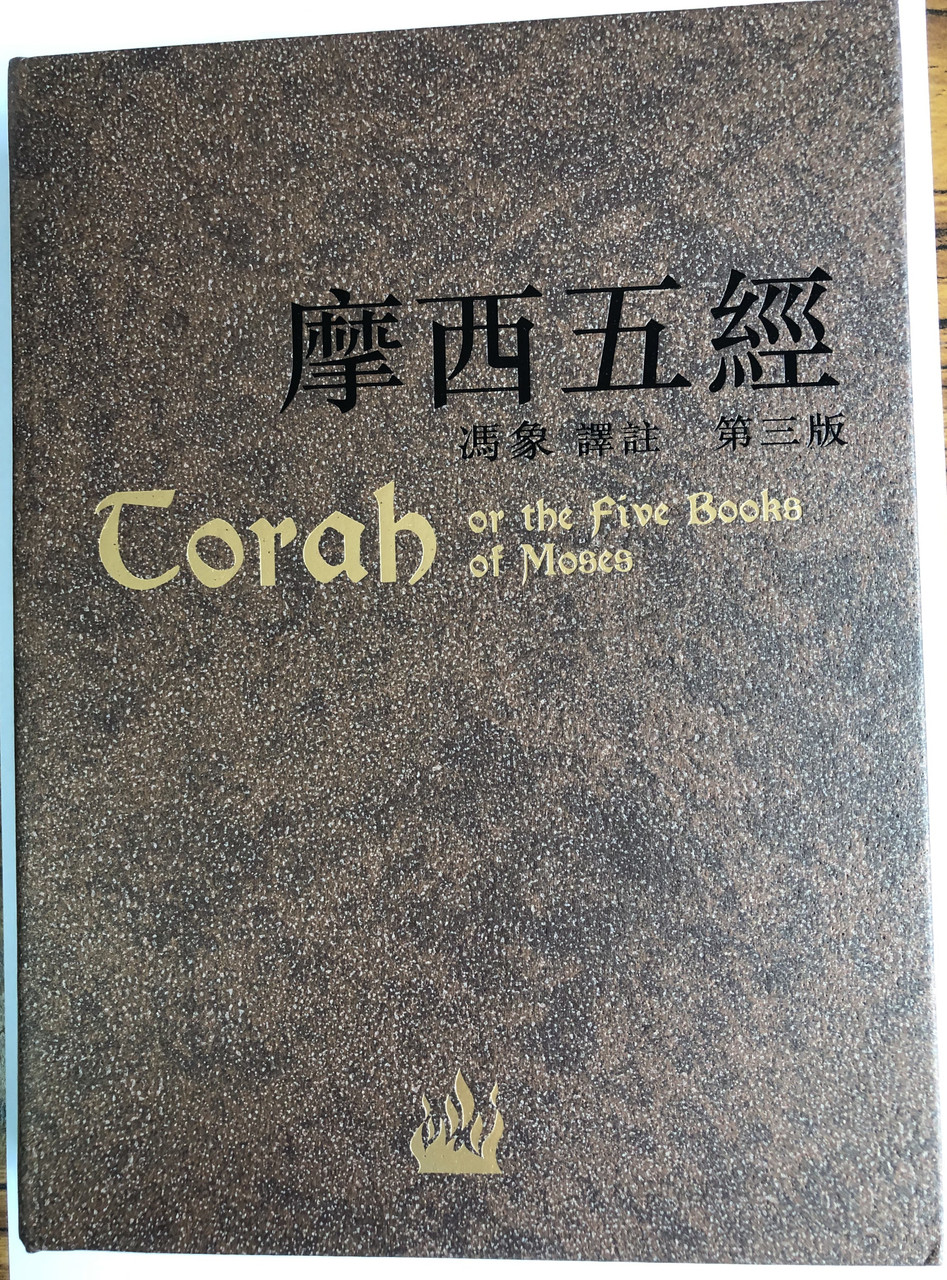 摩西五經
馮象 譯註 第三版
Torah
or the Five Books
of Moses